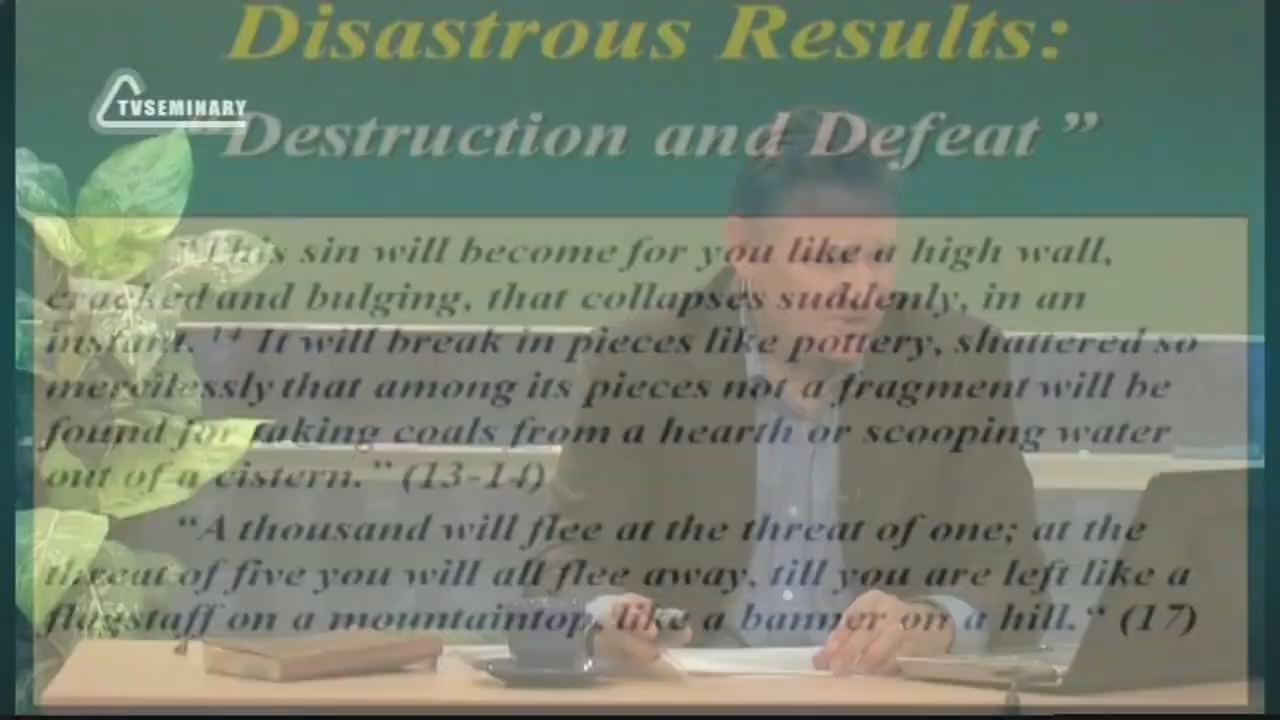 Disastrous Results:
TVSEMINARY
“Destruction and Defeat ”
“This sin will become for you like a high wall,
cracked and bulging, that collapses suddenly, in an
instant. 14 It will break in pieces like pottery, shattered so
mercilessly that among its pieces not a fragment will be
found for taking coals from a hearth or scooping water
out of a cistern.” (13-14)
“A thousand will flee at the threat of one; at the
threat of five you will all flee away, till you are left like a
flagstaff on a mountaintop, like a banner on a hill.“ (17)